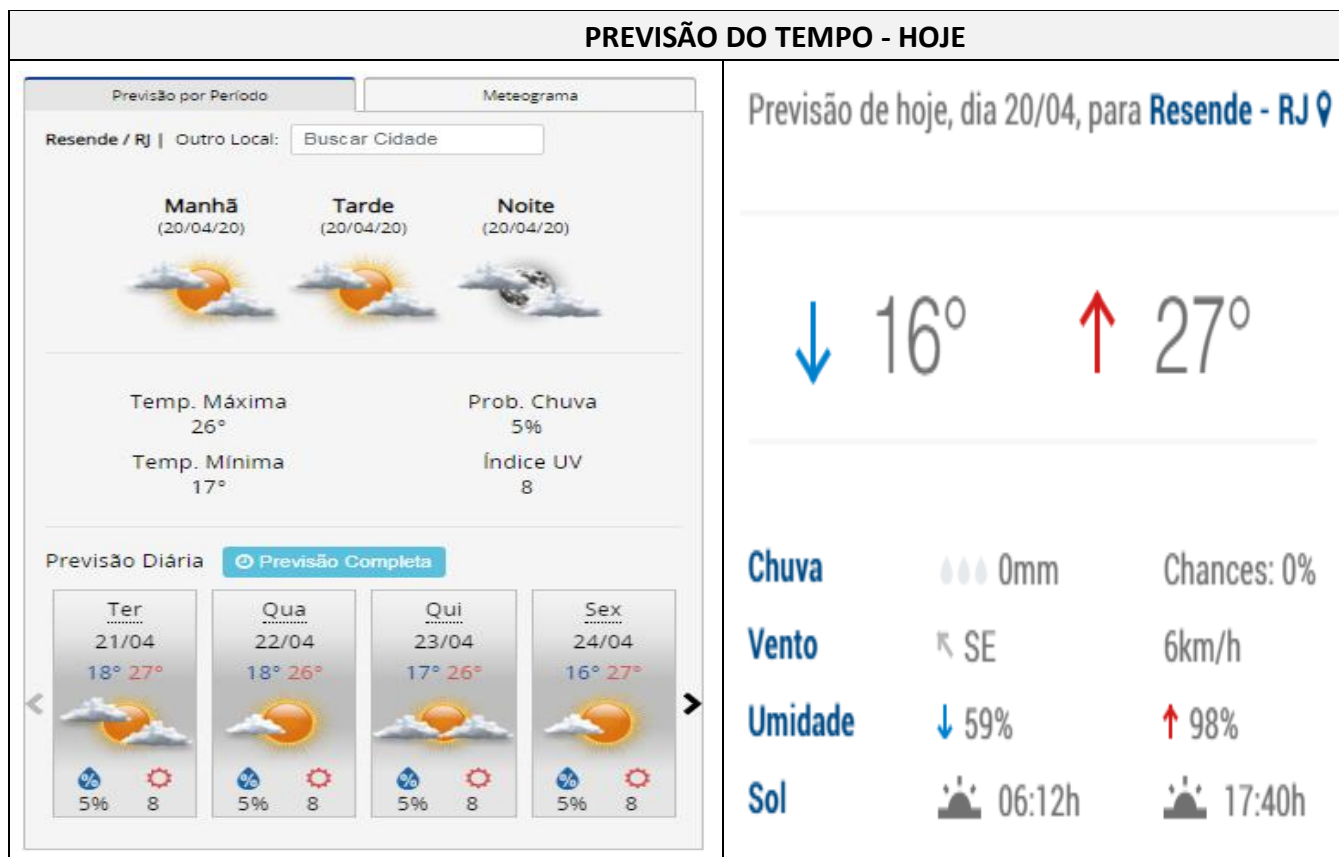 PREVISÃO DO TEMPO - HOJE
Previsão por Período Meteograma
Resende / RJ | Outro Local: Buscar Cidade
Manhã Tarde Noite
(20/04/20) (20/04/20) (20/04/20)
Temp. Máxima Prob. Chuva
26° 5%
Temp. Mínima Índice UV
17° 8
Previsão Diária Previsão Completa
Ter Qua Qui Sex
21/04 22/04 23/04 24/04
18° 27° 18° 26° 17° 26° 16° 27°
% % % %
5% 8 5% 8 5% 8 5% 8
Previsão de hoje, dia 20/04, para Resende - RJ
16° 27°
Chuva 0mm Chances: 0%
Vento SE 6km/h
Umidade 59% 98%
Sol 06:12h 17:40h